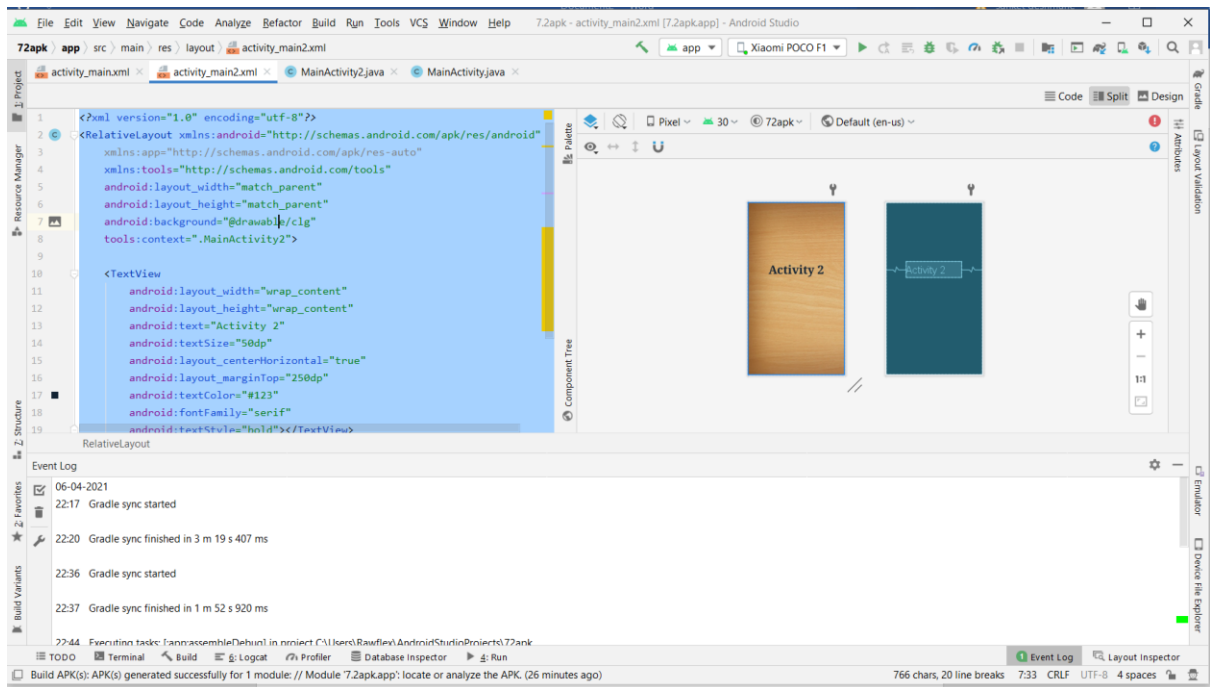 File Edit View Navigate Code Analyze Refactor Build Run Tools VCS Window Help 7.2apk - activity_main2.xml [7.2apk.app] - Android Studio
72apk app src main res layout activity_main2.xml app Xiaomi POCO F1
activity_main.xml activity_main2.xml MainActivity2.java MainActivity.java
Code Split Design
1 <?xml version="1.0" encoding="utf-8"?>
2 <RelativeLayout xmlns:android="http://schemas.android.com/apk/res/android"
3 xmlns:app="http://schemas.android.com/apk/res-auto"
4 xmlns:tools="http://schemas.android.com/tools"
5 android:layout_width="match_parent"
6 android:layout_height="match_parent"
7 android:background="@drawable/clg"
8 tools:context=".MainActivity2">
9
10 <TextView
11 android:layout_width="wrap_content"
12 android:layout_height="wrap_content"
13 android:text="Activity 2"
14 android:textSize="50dp"
15 android:layout_centerHorizontal="true"
16 android:layout_marginTop="250dp"
17 android:textColor="#123"
18 android:fontFamily="serif"
19 android:textStyle="bold"></TextView>
RelativeLayout
Pixel 30 72apk Default (en-us)
Activity 2
Activity 2
1:1
Palette
Component Tree
Attributes
1: Project
Resource Manager
Z: Structure
2: Favorites
Build Variants
Gradle
Layout Validation
Emulator
Device File Explorer
Event Log
06-04-2021
22:17 Gradle sync started
22:20 Gradle sync finished in 3 m 19 s 407 ms
22:36 Gradle sync started
22:37 Gradle sync finished in 1 m 52 s 920 ms
22:44 Executing tasks: [:app:assembleDebug] in project C:\Users\Rawflex\AndroidStudioProjects\72apk
TODO Terminal Build 6: Logcat Profiler Database Inspector 4: Run 1 Event Log Layout Inspector
Build APK(s): APK(s) generated successfully for 1 module: // Module '7.2apk.app': locate or analyze the APK. (26 minutes ago) 766 chars, 20 line breaks 7:33 CRLF UTF-8 4 spaces